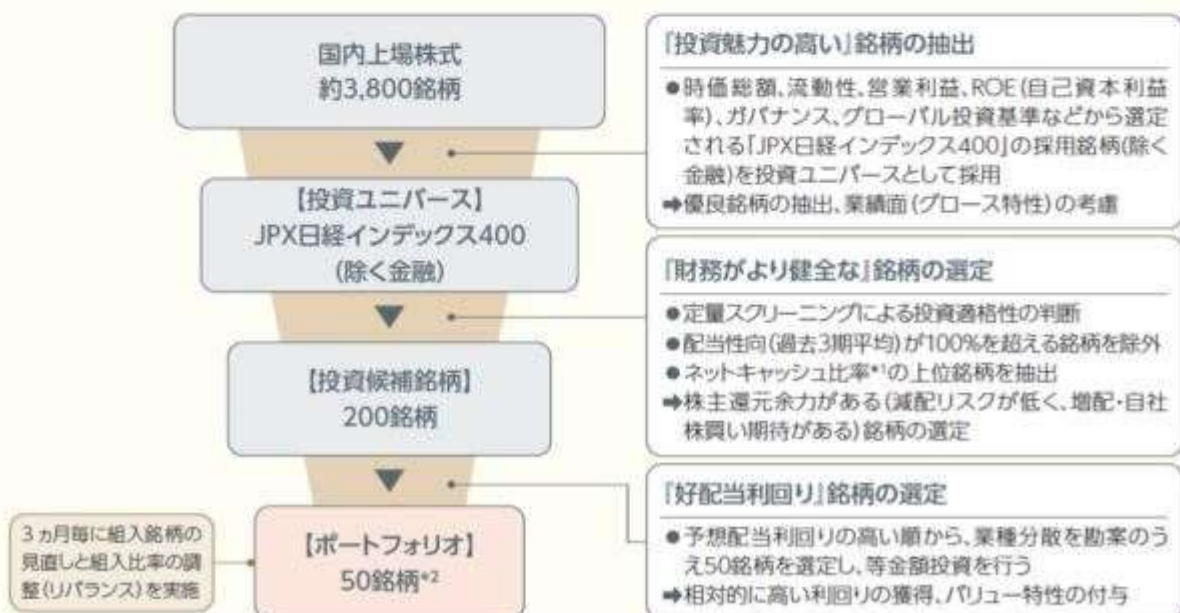 国内上場株式
約3,800銘柄
『投資魅力の高い』銘柄の抽出
●時価総額、流動性、営業利益、ROE(自己資本利益
率)、ガバナンス、グローバル投資基準などから選定
される「JPX日経インデックス400」の採用銘柄(除く
金融)を投資ユニバースとして採用
➡優良銘柄の抽出、業績面(グロース特性)の考慮
【投資ユニバース】
JPX日経インデックス400
(除く金融)
『財務がより健全な』銘柄の選定
●定量スクリーニングによる投資適格性の判断
●配当性向(過去3期平均)が100%を超える銘柄を除外
●ネットキャッシュ比率*1の上位銘柄を抽出
➡株主還元余力がある(減配リスクが低く、増配・自社
株買い期待がある)銘柄の選定
【投資候補銘柄】
200銘柄
『好配当利回り』銘柄の選定
●予想配当利回りの高い順から、業種分散を勘案のう
え50銘柄を選定し、等金額投資を行う
➡相対的に高い利回りの獲得、バリュー特性の付与
【ポートフォリオ】
50銘柄*2
3ヵ月毎に組入銘柄の
見直しと組入比率の調
整(リバランス)を実施